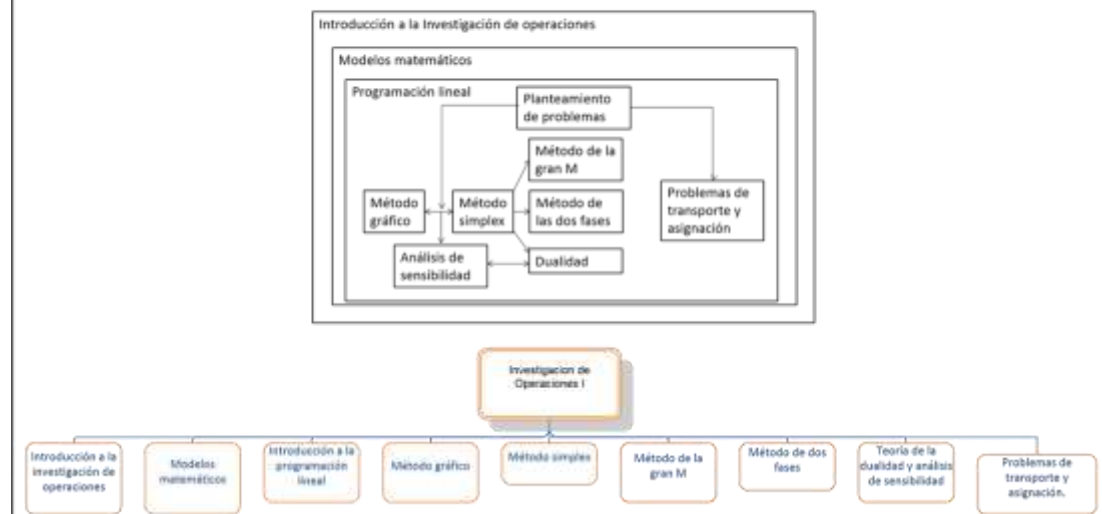 Introducción a la Investigación de operaciones
Modelos matemáticos
Programación lineal
Planteamiento
de problemas
Método de la
gran M
Método
gráfico
Método
simplex
Método de
las dos fases
Problemas de
transporte y
asignación
Análisis de
sensibilidad
Dualidad
Investigacion de
Operaciones I
Introducción a la
investigación de
operaciones
Modelos
matemáticos
Introducción a la
programación
lineal
Método gráfico
Método simplex
Método de la
gran M
Método de dos
fases
Teoría de la
dualidad y análisis
de sensibilidad
Problemas de
transporte y
asignación.